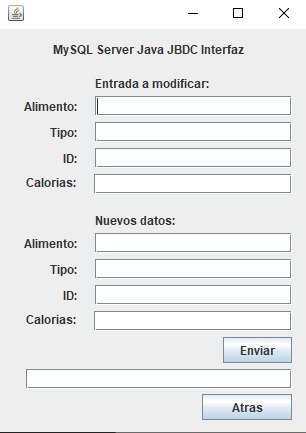 MySQL Server Java JBDC Interfaz
Entrada a modificar:
Alimento:
Tipo:
ID:
Calorias:
Nuevos datos:
Alimento:
Tipo:
ID:
Calorias:
Enviar
Atras